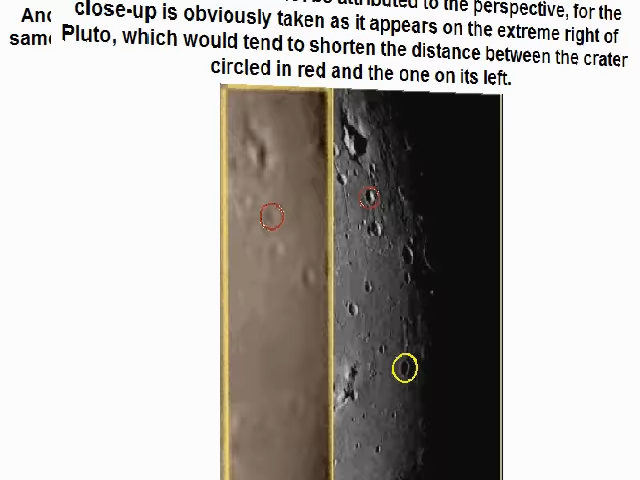 be attributed to the perspective, for the
And close-up is obviously taken as it appears on the extreme right of
same Pluto, which would tend to shorten the distance between the crater
circled in red and the one on its left.